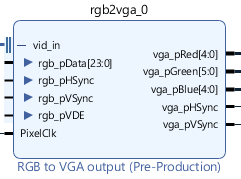 rgb2vga_0
vid_in
rgb_pData[23:0]
rgb_pHSync
rgb_pVSync
rgb_pVDE
PixelClk
vga_pRed[4:0]
vga_pGreen[5:0]
vga_pBlue[4:0]
vga_pHSync
vga_pVSync
RGB to VGA output (Pre-Production)